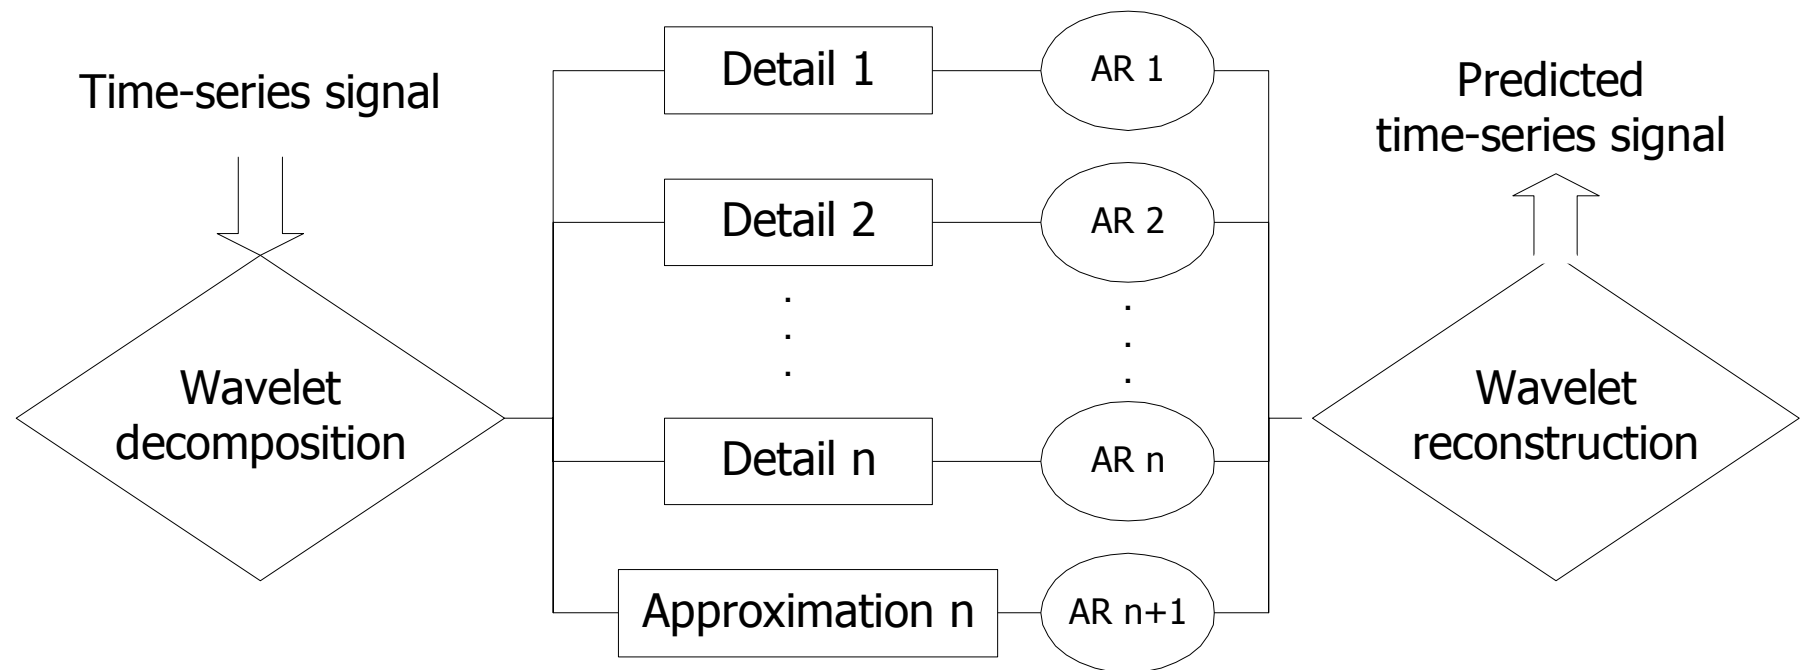 Time-series signal
Wavelet
decomposition
Detail 1
AR 1
Detail 2
AR 2
.
.
.
.
.
.
Detail n
AR n
Approximation n
AR n+1
Predicted
time-series signal
Wavelet
reconstruction